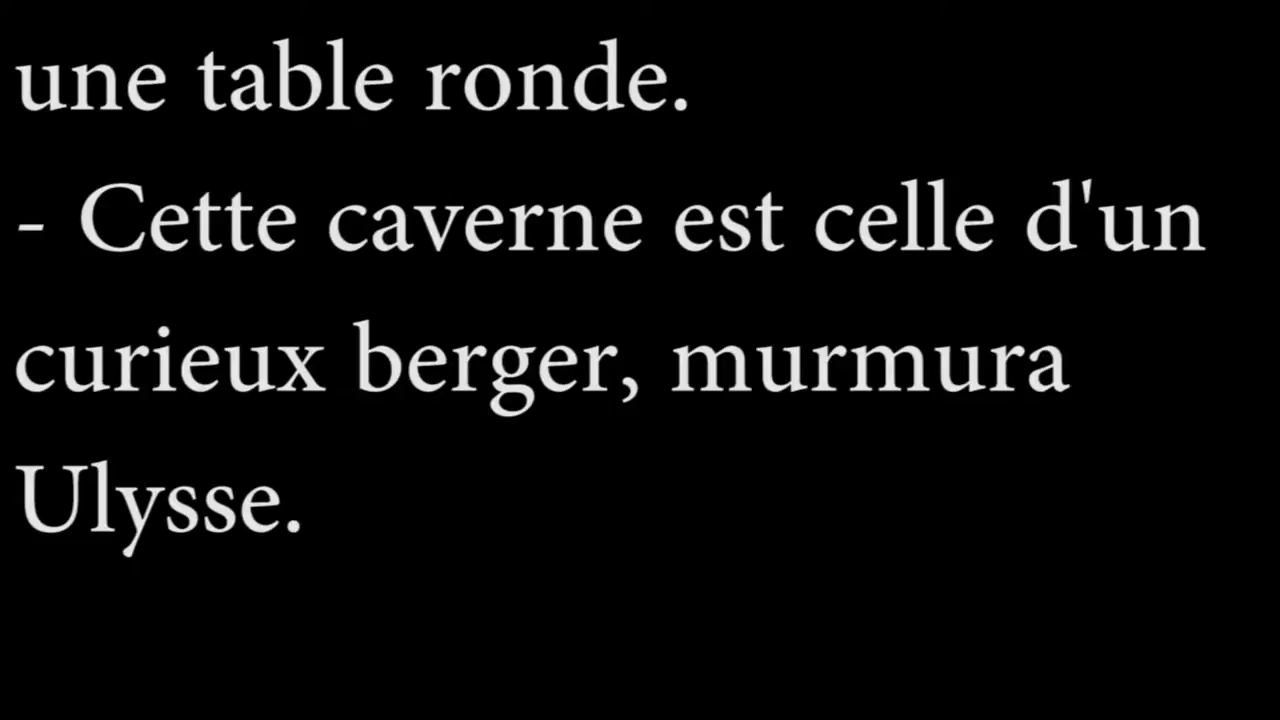 une table ronde.
- Cette caverne est celle d'un
curieux berger, murmura
Ulysse.